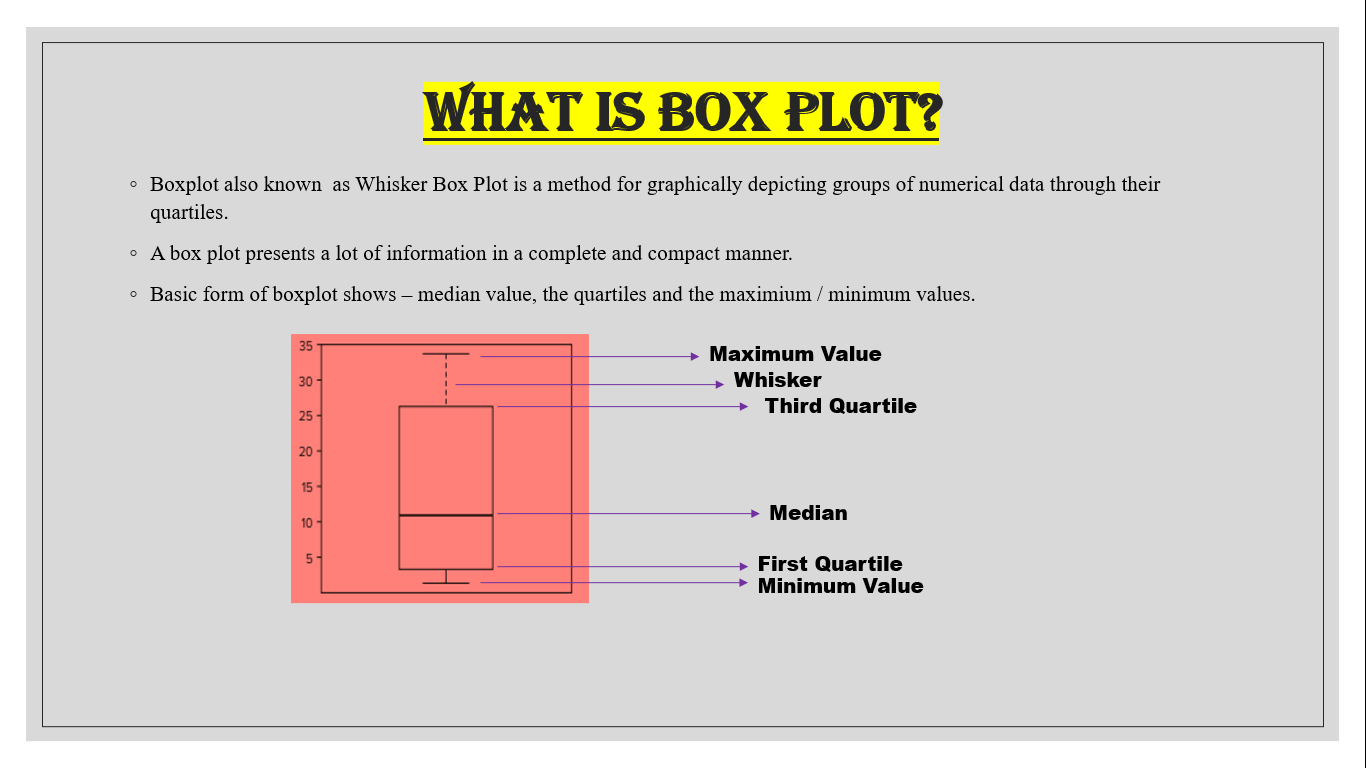 WHAT IS BOX PLOT?
◦ Boxplot also known  as Whisker Box Plot is a method for graphically depicting groups of numerical data through their
quartiles.
◦ A box plot presents a lot of information in a complete and compact manner.
◦ Basic form of boxplot shows – median value, the quartiles and the maximium / minimum values.
35
Maximum Value
30
Whisker
Third Quartile
25
20
15
Median
10
5
First Quartile
Minimum Value